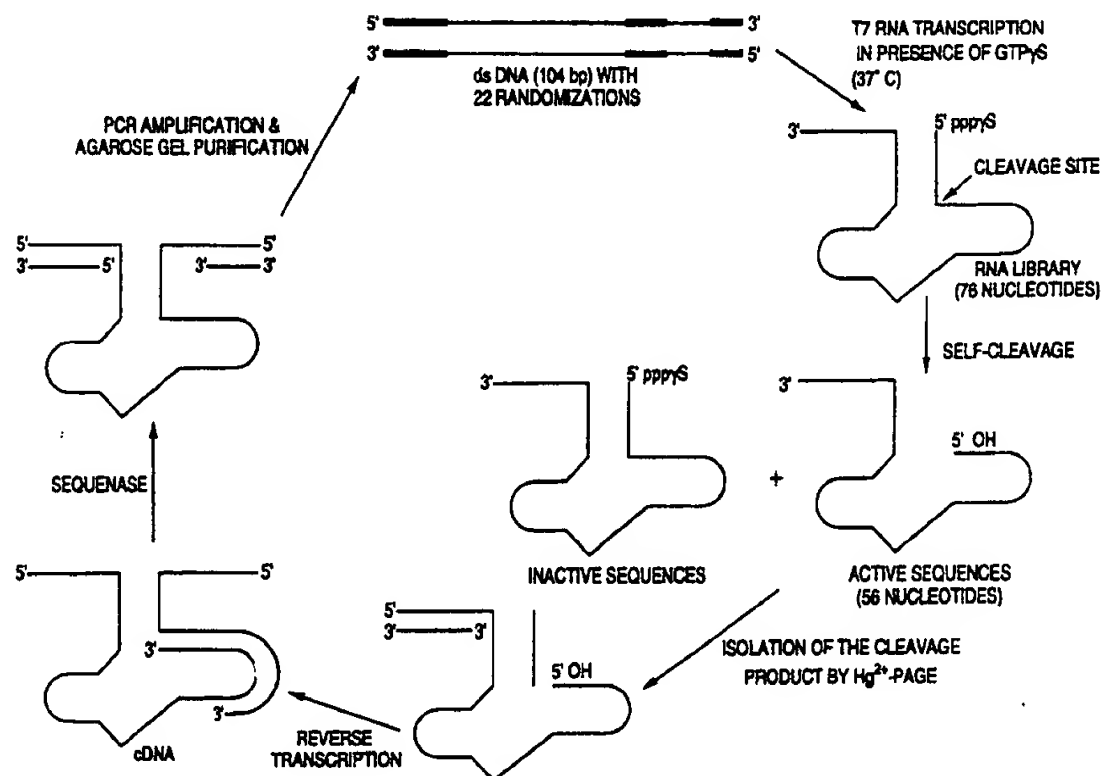 5' 3'
3' 5'
ds DNA (104 bp) WITH
22 RANDOMIZATIONS
T7 RNA TRANSCRIPTION
IN PRESENCE OF GTPγS
(37° C)
PCR AMPLIFICATION &
AGAROSE GEL PURIFICATION
3'
5' pppγS
CLEAVAGE SITE
RNA LIBRARY
(76 NUCLEOTIDES)
SELF-CLEAVAGE
5' 5'
3' 5' 3' 3'
3'
5' pppγS
INACTIVE SEQUENCES
+
3'
5' OH
ACTIVE SEQUENCES
(56 NUCLEOTIDES)
SEQUENASE
5' 5'
3'
3'
cDNA
REVERSE
TRANSCRIPTION
5'
3' 3'
5' OH
ISOLATION OF THE CLEAVAGE
PRODUCT BY Hg2+-PAGE